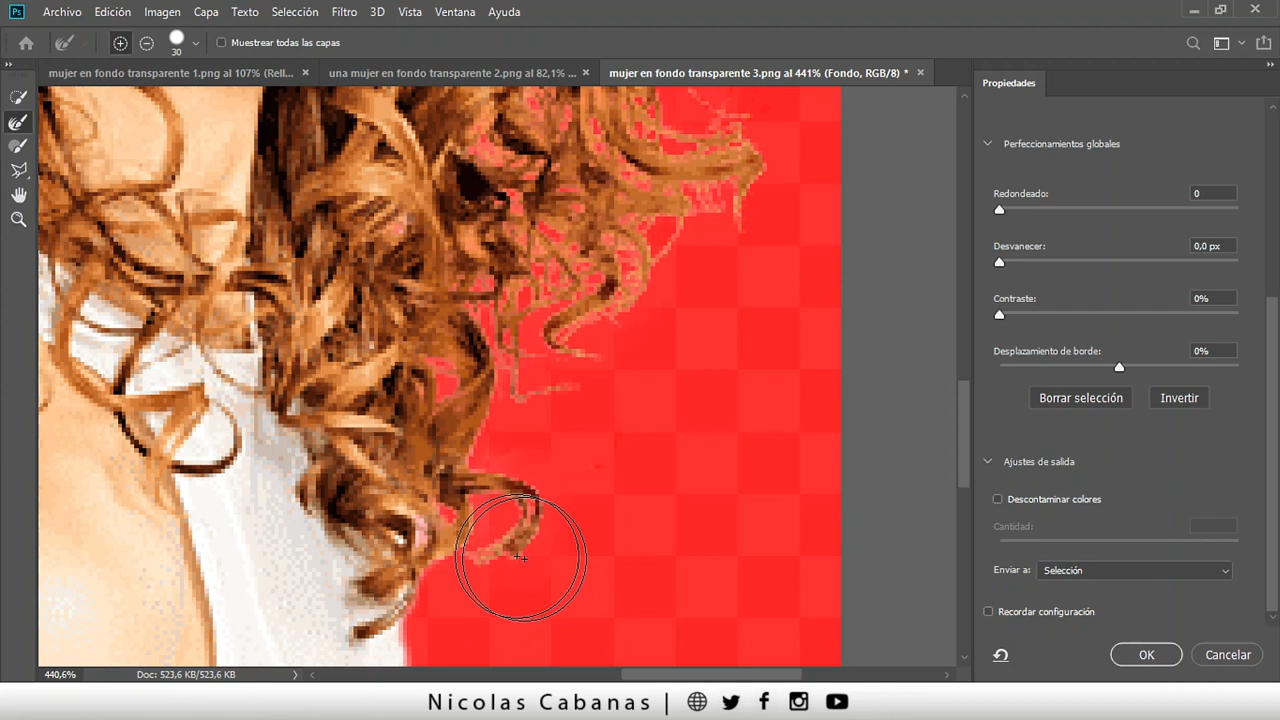 Archivo Edición Imagen Capa Texto Selección Filtro 3D Vista Ventana Ayuda
30 Muestrear todas las capas
mujer en fondo transparente 1.png al 107% (Rell... × una mujer en fondo transparente 2.png al 82,1% ... × mujer en fondo transparente 3.png al 441% (Fondo, RGB/8) * ×
Propiedades
Perfeccionamientos globales
Redondeado: 0
Desvanecer: 0,0 px
Contraste: 0%
Desplazamiento de borde: 0%
Borrar selección Invertir
Ajustes de salida
Descontaminar colores
Cantidad:
Enviar a: Selección
Recordar configuración
OK Cancelar
440,6% Doc: 523,6 KB/523,6 KB
Nicolas Cabanas |